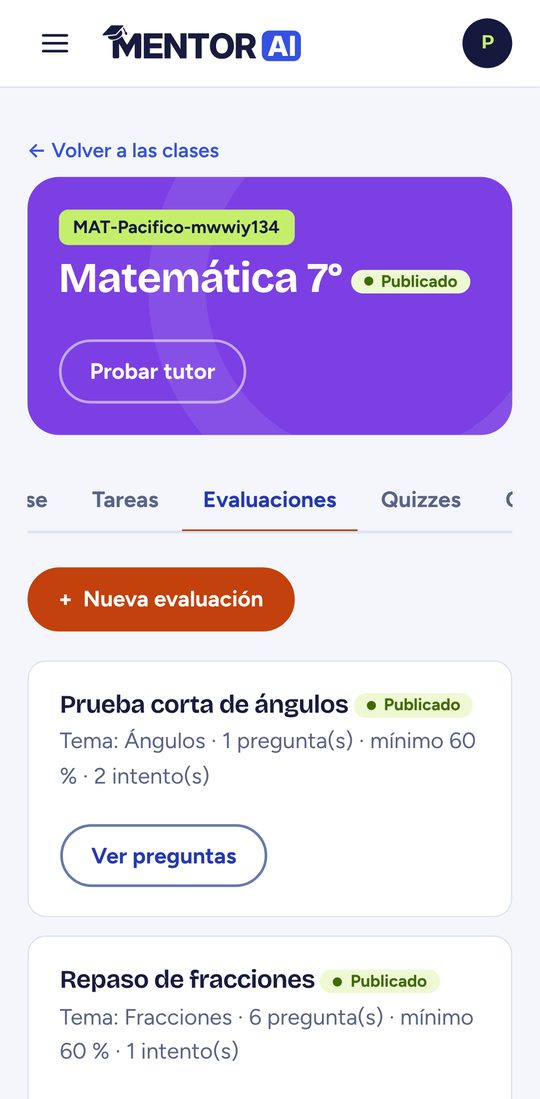 MENTOR AI
P
← Volver a las clases
MAT-Pacifico-mwwiy134
Matemática 7° Publicado
Probar tutor
se Tareas Evaluaciones Quizzes
+ Nueva evaluación
Prueba corta de ángulos Publicado
Tema: Ángulos · 1 pregunta(s) · mínimo 60
% · 2 intento(s)
Ver preguntas
Repaso de fracciones Publicado
Tema: Fracciones · 6 pregunta(s) · mínimo
60 % · 1 intento(s)